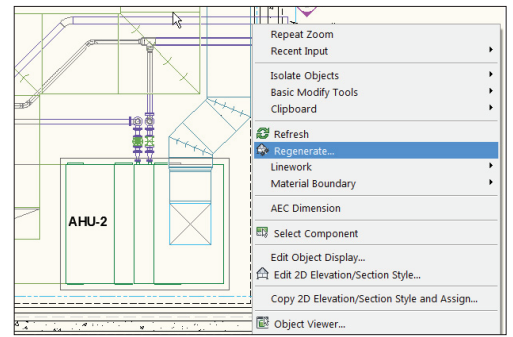 Repeat Zoom
Recent Input
Isolate Objects
Basic Modify Tools
Clipboard
Refresh
Regenerate...
Linework
Material Boundary
AEC Dimension
AHU-2
Select Component
Edit Object Display...
Edit 2D Elevation/Section Style...
Copy 2D Elevation/Section Style and Assign...
Object Viewer...